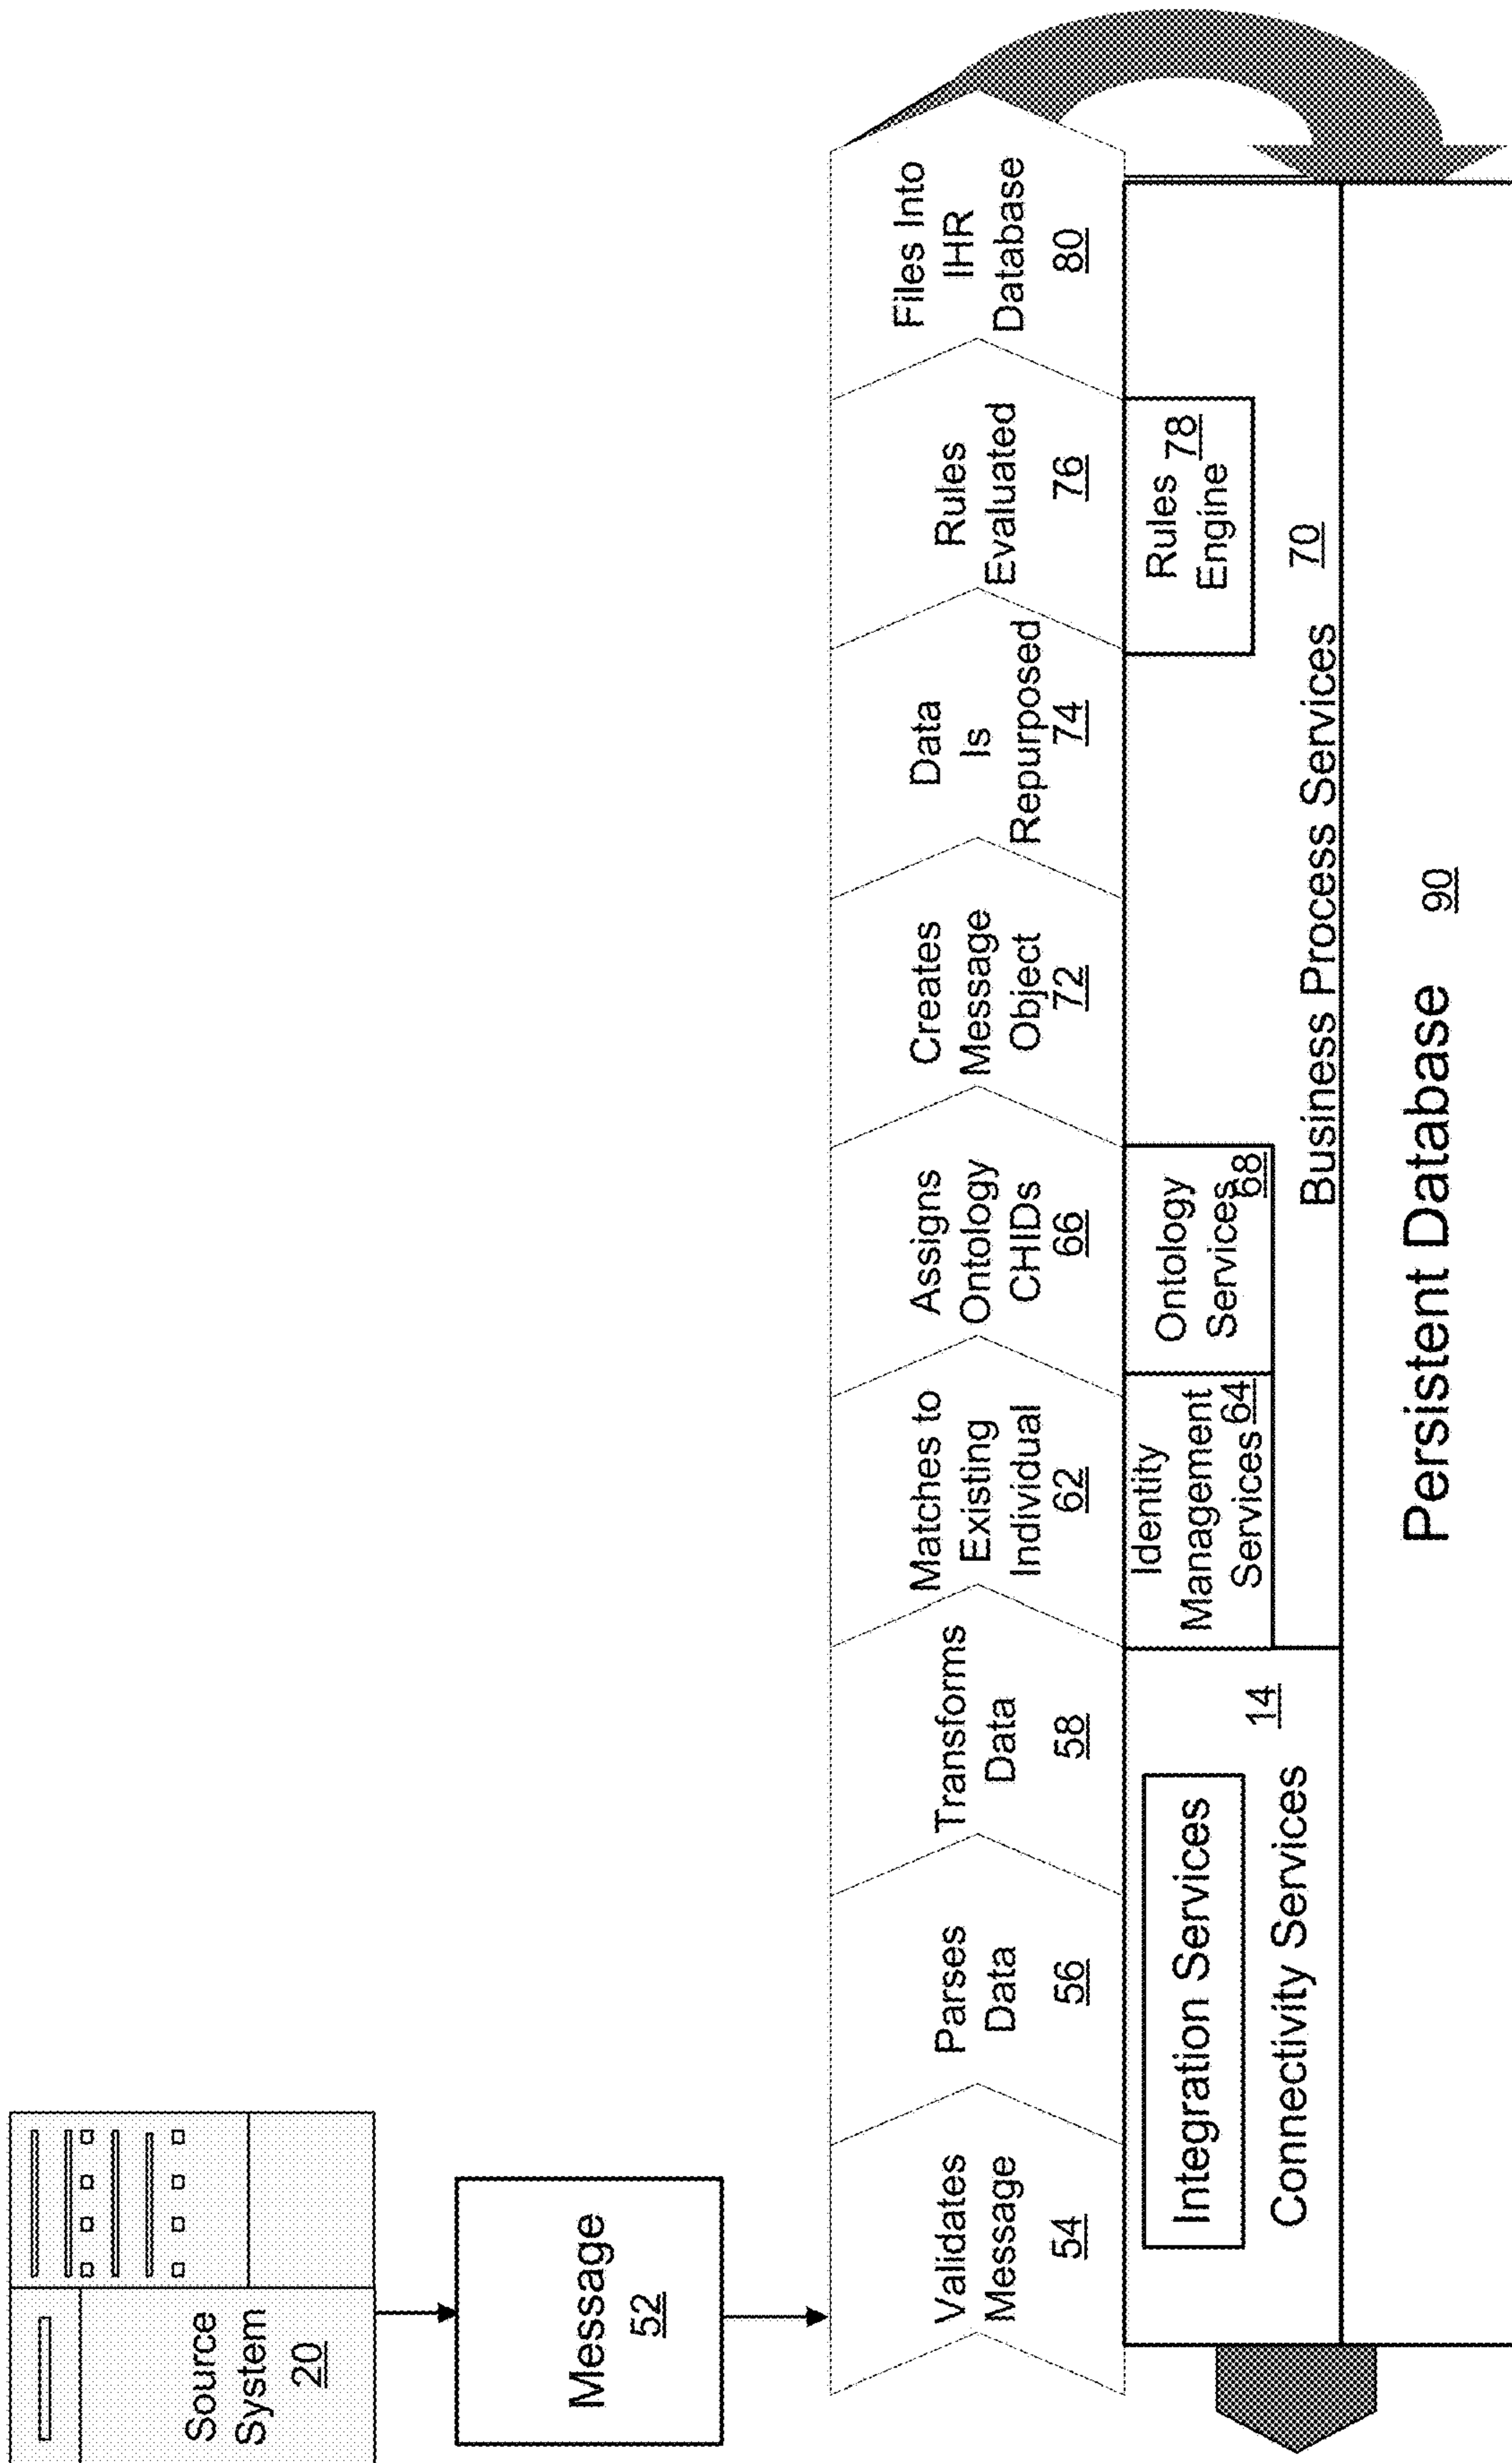 Source
System
20
Message
52
Validates
Message
54
Parses
Data
56
Transforms
Data
58
Matches to
Existing
Individual
62
Assigns
Ontology
CHIDs
66
Creates
Message
Object
72
Data
Is
Repurposed
74
Rules
Evaluated
76
Files Into
IHR
Database
80
Integration Services
Connectivity Services
14
Identity
Management
Services 64
Ontology
Services
68
Rules 78
Engine
Business Process Services 70
Persistent Database 90